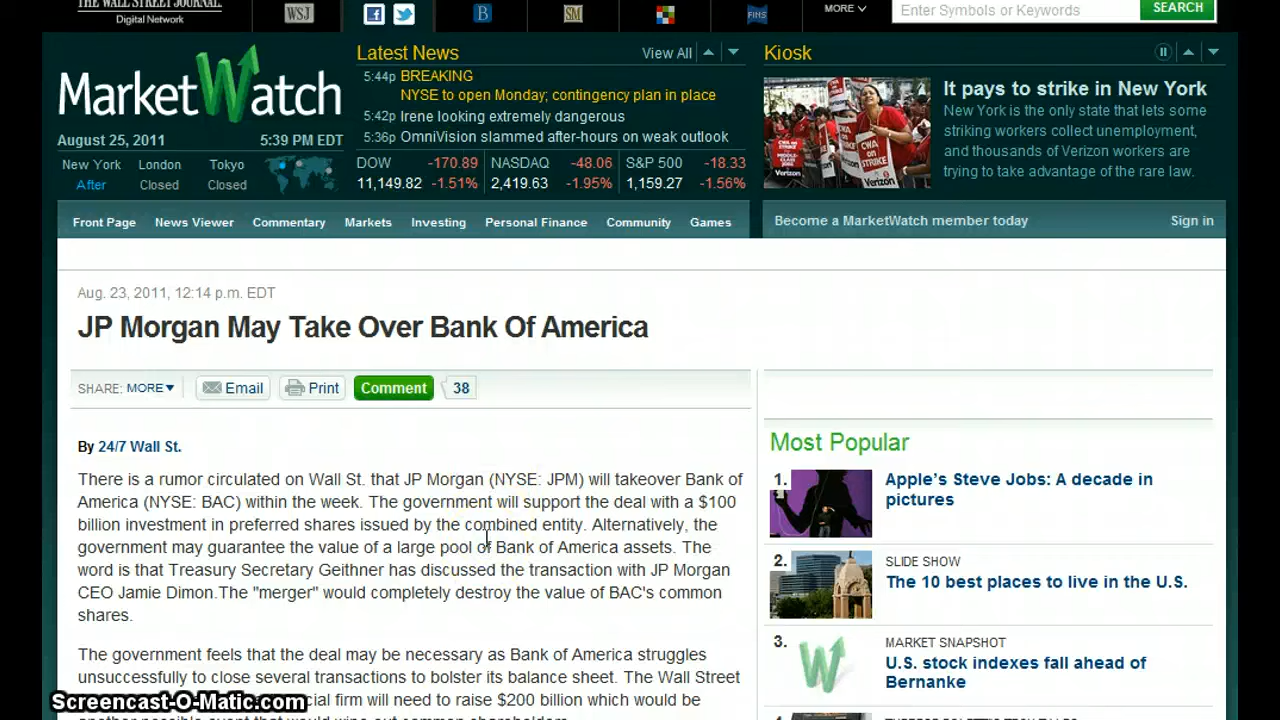 THE WALL STREET JOURNAL.
Digital Network
WSJ
B
SM
FINS
MORE
Enter Symbols or Keywords
SEARCH
MarketWatch
August 25, 2011 5:39 PM EDT
New York London Tokyo
After Closed Closed
Latest News View All
5:44p BREAKING
NYSE to open Monday; contingency plan in place
5:42p Irene looking extremely dangerous
5:36p OmniVision slammed after-hours on weak outlook
DOW -170.89 NASDAQ -48.06 S&P 500 -18.33
11,149.82 -1.51% 2,419.63 -1.95% 1,159.27 -1.56%
Kiosk
CWA ON STRIKE
Verizon
It pays to strike in New York
New York is the only state that lets some
striking workers collect unemployment,
and thousands of Verizon workers are
trying to take advantage of the rare law.
Front Page News Viewer Commentary Markets Investing Personal Finance Community Games
Become a MarketWatch member today Sign in
Aug. 23, 2011, 12:14 p.m. EDT
JP Morgan May Take Over Bank Of America
SHARE: MORE Email Print Comment 38
By 24/7 Wall St.
There is a rumor circulated on Wall St. that JP Morgan (NYSE: JPM) will takeover Bank of
America (NYSE: BAC) within the week. The government will support the deal with a $100
billion investment in preferred shares issued by the combined entity. Alternatively, the
government may guarantee the value of a large pool of Bank of America assets. The
word is that Treasury Secretary Geithner has discussed the transaction with JP Morgan
CEO Jamie Dimon.The "merger" would completely destroy the value of BAC's common
shares.
The government feels that the deal may be necessary as Bank of America struggles
unsuccessfully to close several transactions to bolster its balance sheet. The Wall Street
cial firm will need to raise $200 billion which would be
another possible event that would wipe out common shareholders.
Most Popular
1. Apple's Steve Jobs: A decade in
pictures
2. SLIDE SHOW
The 10 best places to live in the U.S.
3. MARKET SNAPSHOT
U.S. stock indexes fall ahead of
Bernanke
Screencast-O-Matic.com